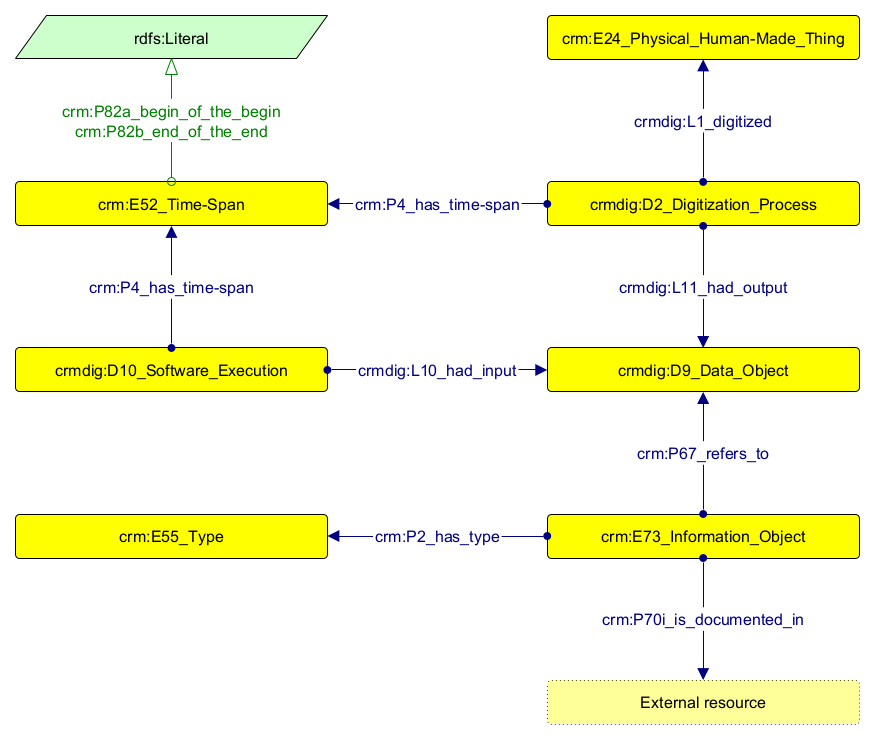 rdfs:Literal
crm:E24_Physical_Human-Made_Thing
crm:P82a_begin_of_the_begin
crm:P82b_end_of_the_end
crmdig:L1_digitized
crm:E52_Time-Span
crm:P4_has_time-span
crmdig:D2_Digitization_Process
crm:P4_has_time-span
crmdig:L11_had_output
crmdig:D10_Software_Execution
crmdig:L10_had_input
crmdig:D9_Data_Object
crm:P67_refers_to
crm:E55_Type
crm:P2_has_type
crm:E73_Information_Object
crm:P70i_is_documented_in
External resource